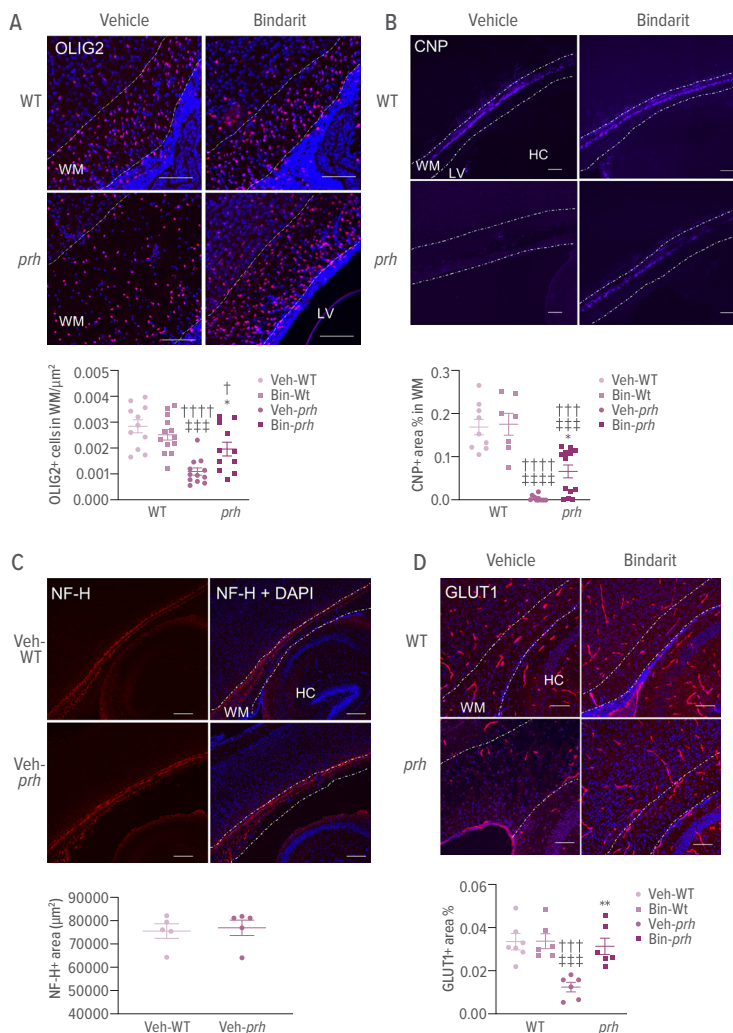 A
Vehicle
Bindarit
OLIG2
WT
WM
prh
WM
LV
OLIG2+ cells in WM/μm²
0.005
0.004
0.003
0.002
0.001
0.000
††††
‡‡‡
†
*
WT
prh
Veh-WT
Bin-Wt
Veh-prh
Bin-prh
B
Vehicle
Bindarit
CNP
WT
WM
LV
HC
prh
CNP+ area % in WM
0.3
0.2
0.1
0.0
††††
‡‡‡‡
†††
‡‡‡
*
WT
prh
Veh-WT
Bin-Wt
Veh-prh
Bin-prh
C
NF-H
NF-H + DAPI
Veh-
WT
HC
WM
Veh-
prh
NF-H+ area (μm²)
90000
80000
70000
60000
50000
40000
Veh-WT
Veh-prh
D
Vehicle
Bindarit
GLUT1
WT
HC
WM
prh
GLUT1+ area %
0.06
0.04
0.02
0.00
†††
‡‡‡
**
WT
prh
Veh-WT
Bin-Wt
Veh-prh
Bin-prh